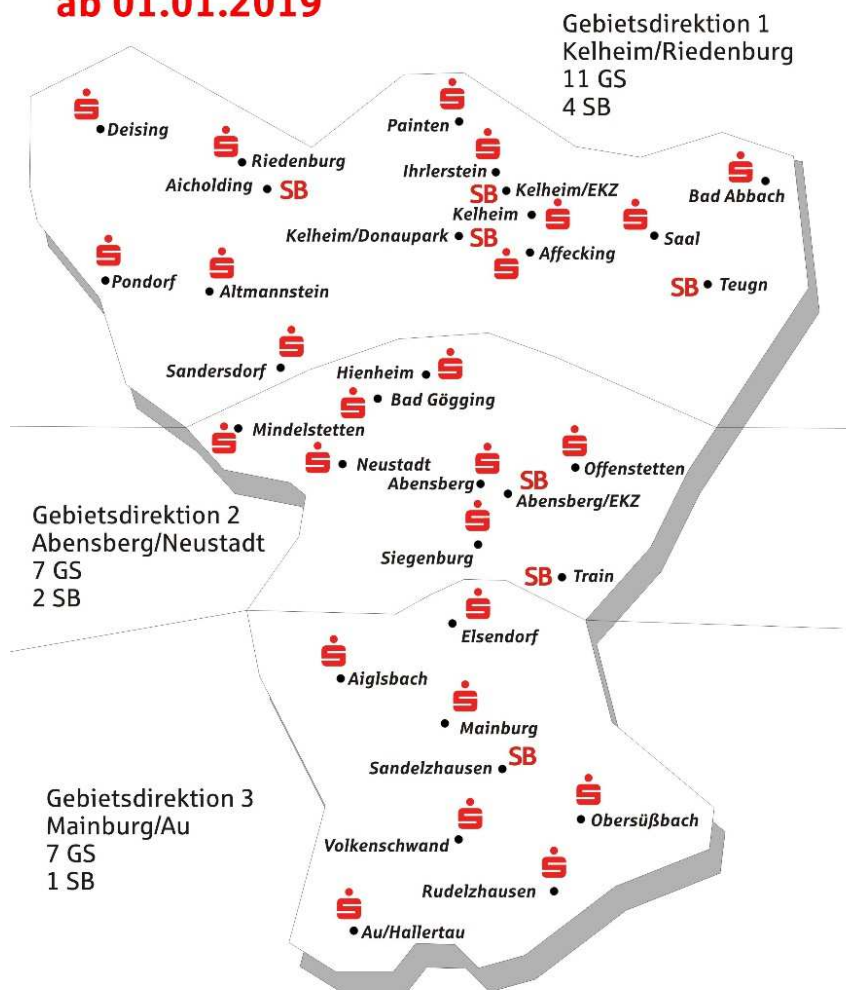 ab 01.01.2019
Gebietsdirektion 1
Kelheim/Riedenburg
11 GS
4 SB
Deising
Painten
Riedenburg
Ihrlerstein
Aicholding
SB
SB
Kelheim/EKZ
Bad Abbach
Kelheim
Kelheim/Donaupark
SB
Saal
Affecking
Pondorf
Altmannstein
SB
Teugn
Sandersdorf
Hienheim
Bad Gögging
Mindelstetten
Neustadt
Offenstetten
Abensberg
SB
Abensberg/EKZ
Gebietsdirektion 2
Abensberg/Neustadt
7 GS
2 SB
Siegenburg
SB
Train
Elsendorf
Aiglsbach
Mainburg
SB
Sandelzhausen
Gebietsdirektion 3
Mainburg/Au
7 GS
1 SB
Obersüßbach
Volkenschwand
Rudelzhausen
Au/Hallertau